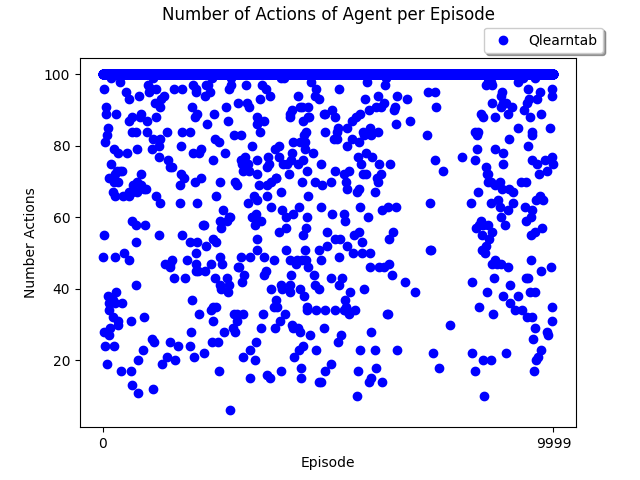 Number of Actions of Agent per Episode
Qlearntab
100
80
60
40
20
Number Actions
0
9999
Episode